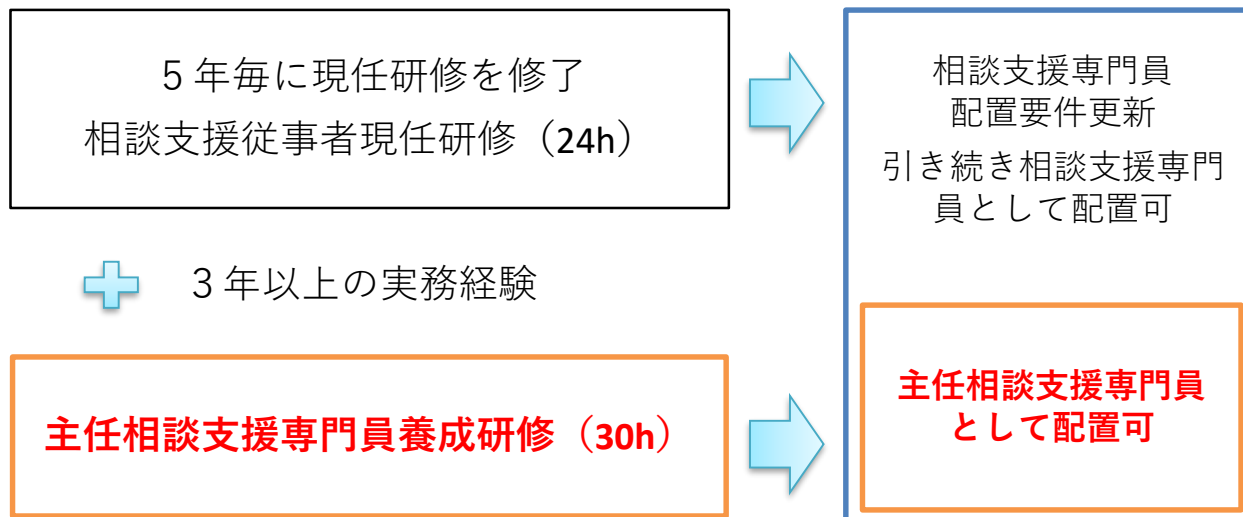 ５年毎に現任研修を修了
相談支援従事者現任研修（24h）
３年以上の実務経験
主任相談支援専門員養成研修（30h）
相談支援専門員
配置要件更新
引き続き相談支援専門
員として配置可
主任相談支援専門員
として配置可